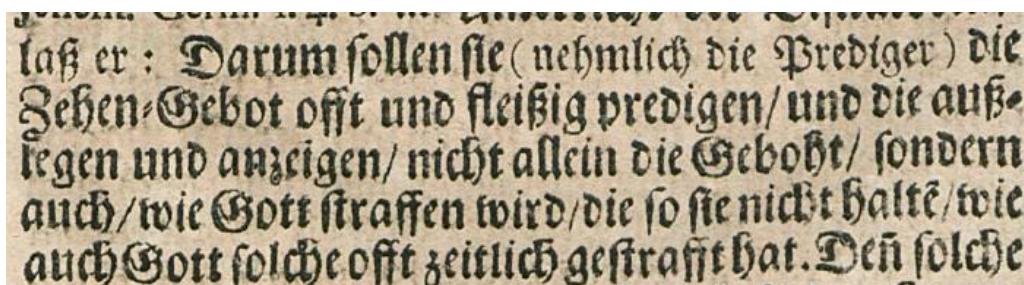 laß er: Darum sollen sie (nehmlich die Prediger) die
Zehen-Gebot offt und fleißig predigen/ und die auß-
legen und anzeigen/ nicht allein die Geboht/ sondern
auch/ wie Gott straffen wird/ die so sie nicht haltẽ/ wie
auch Gott solche offt zeitlich gestrafft hat. Deñ solche